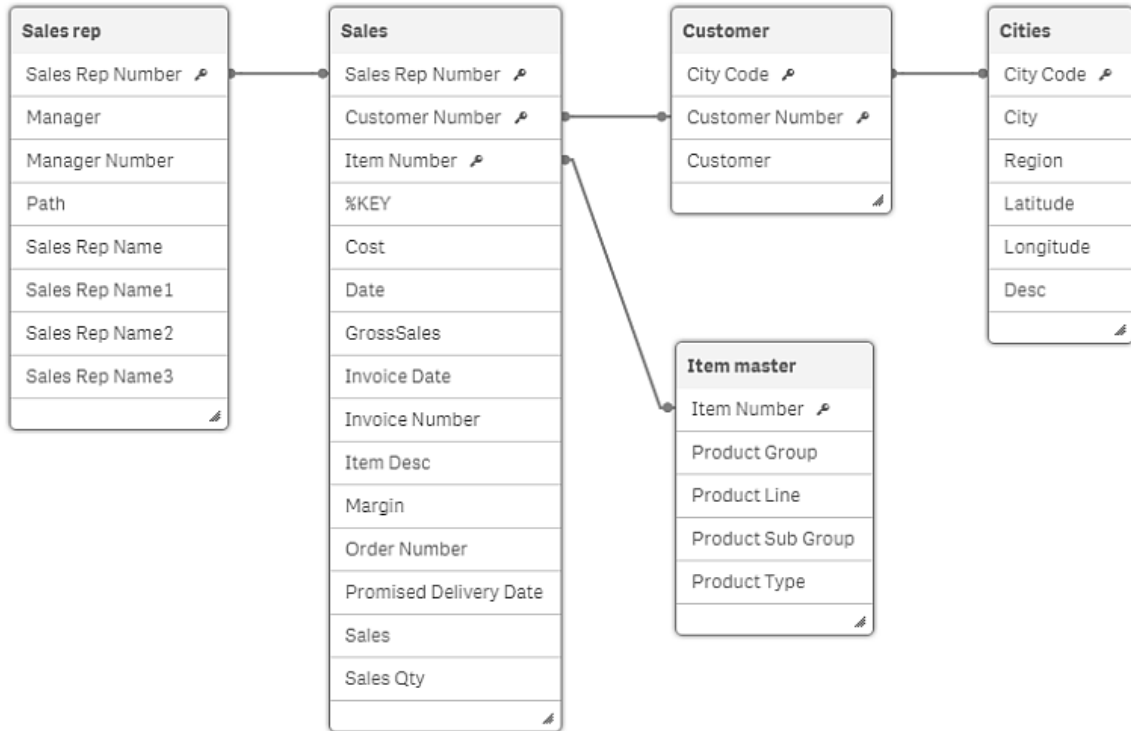 Sales rep
Sales Rep Number
Manager
Manager Number
Path
Sales Rep Name
Sales Rep Name1
Sales Rep Name2
Sales Rep Name3
Sales
Sales Rep Number
Customer Number
Item Number
%KEY
Cost
Date
GrossSales
Invoice Date
Invoice Number
Item Desc
Margin
Order Number
Promised Delivery Date
Sales
Sales Qty
Customer
City Code
Customer Number
Customer
Item master
Item Number
Product Group
Product Line
Product Sub Group
Product Type
Cities
City Code
City
Region
Latitude
Longitude
Desc